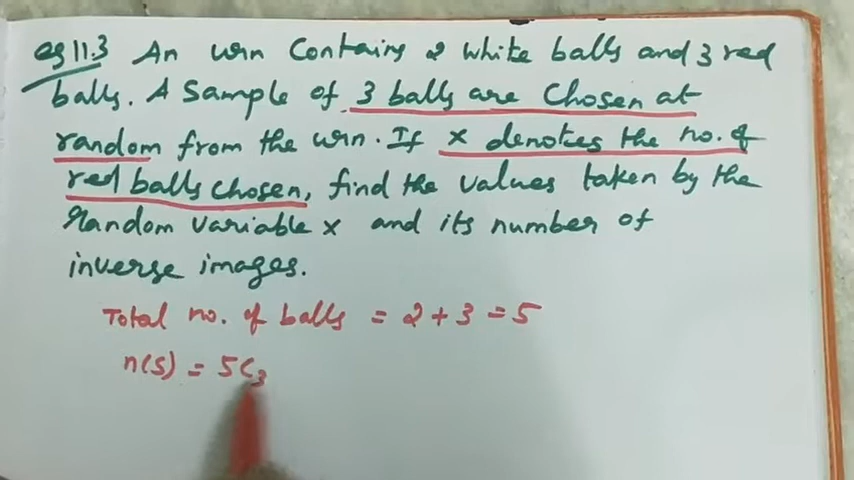 eg 11.3 An urn Contains 2 white balls and 3 red
balls. A Sample of 3 balls are Chosen at
random from the urn. If x denotes the no. of
red balls chosen, find the values taken by the
Random variable x and its number of
inverse images.
Total no. of balls = 2+3 = 5
n(S) = 5C₃